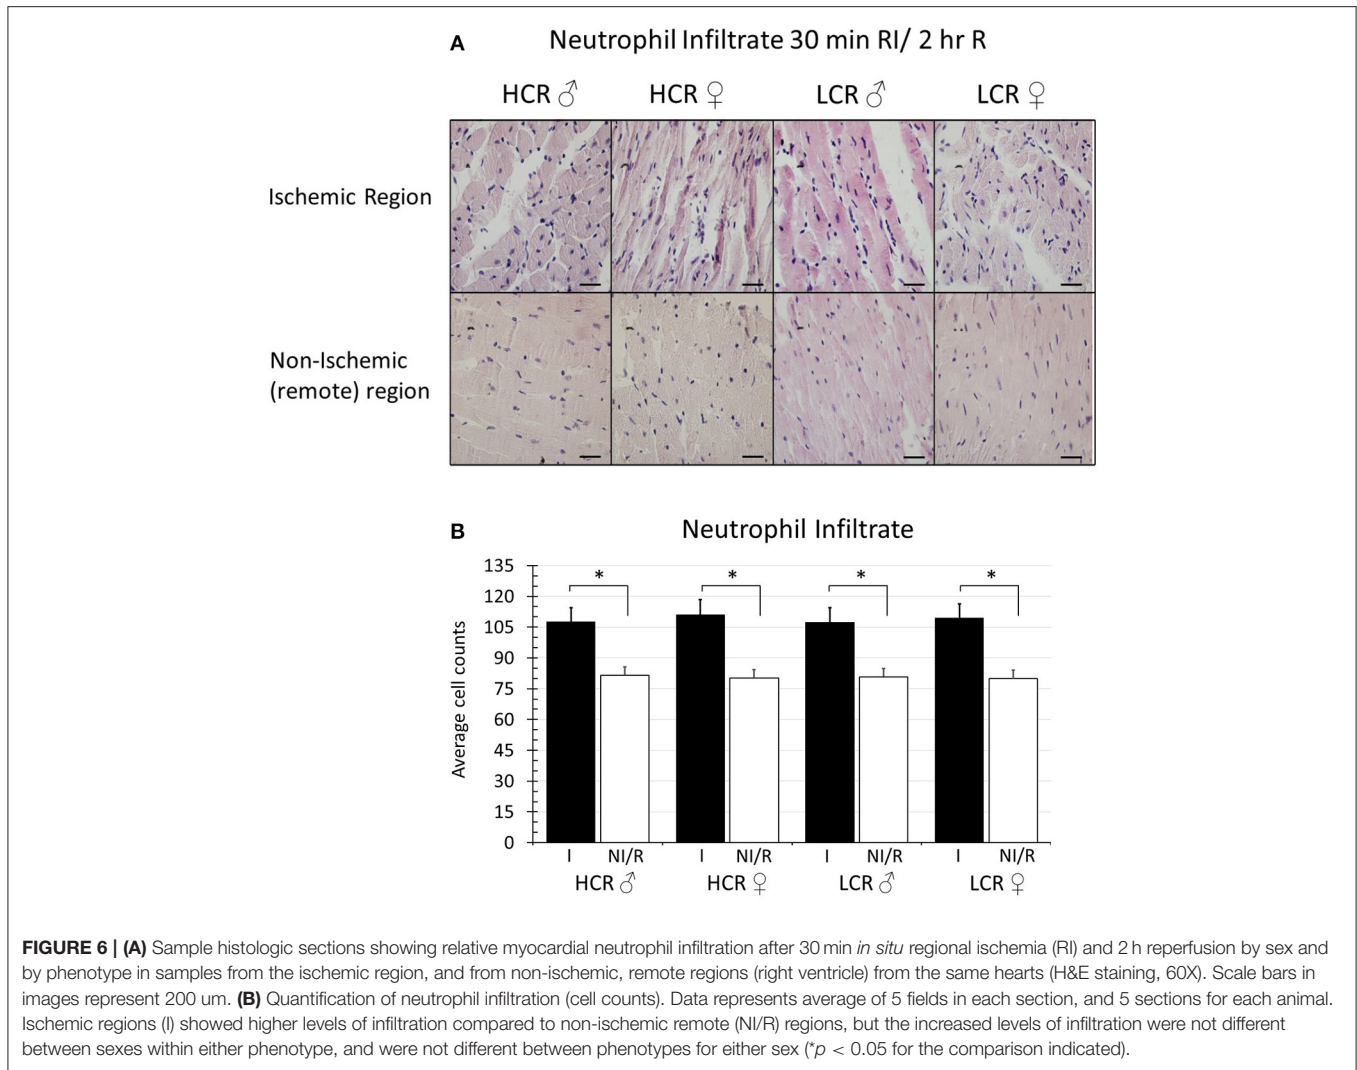 A Neutrophil Infiltrate 30 min RI/ 2 hr R
HCR ♂ HCR ♀ LCR ♂ LCR ♀
Ischemic Region
Non-Ischemic
(remote) region
B Neutrophil Infiltrate
Average cell counts
135
120
105
90
75
60
45
30
15
0
* * * *
I NI/R I NI/R I NI/R I NI/R
HCR ♂ HCR ♀ LCR ♂ LCR ♀
FIGURE 6 | (A) Sample histologic sections showing relative myocardial neutrophil infiltration after 30 min in situ regional ischemia (RI) and 2 h reperfusion by sex and
by phenotype in samples from the ischemic region, and from non-ischemic, remote regions (right ventricle) from the same hearts (H&E staining, 60X). Scale bars in
images represent 200 um. (B) Quantification of neutrophil infiltration (cell counts). Data represents average of 5 fields in each section, and 5 sections for each animal.
Ischemic regions (I) showed higher levels of infiltration compared to non-ischemic remote (NI/R) regions, but the increased levels of infiltration were not different
between sexes within either phenotype, and were not different between phenotypes for either sex (*p < 0.05 for the comparison indicated).